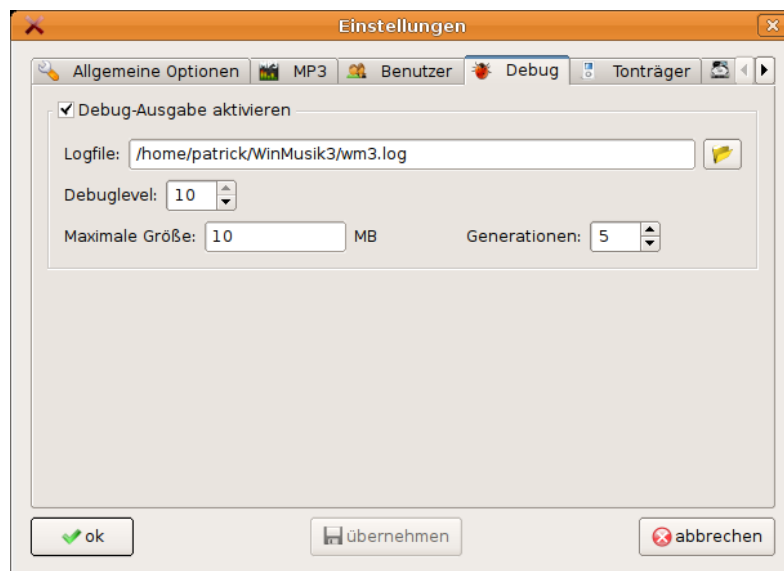 Einstellungen
Allgemeine Optionen MP3 Benutzer Debug Tonträger
Debug-Ausgabe aktivieren
Logfile: /home/patrick/WinMusik3/wm3.log
Debuglevel: 10
Maximale Größe: 10 MB Generationen: 5
ok übernehmen abbrechen